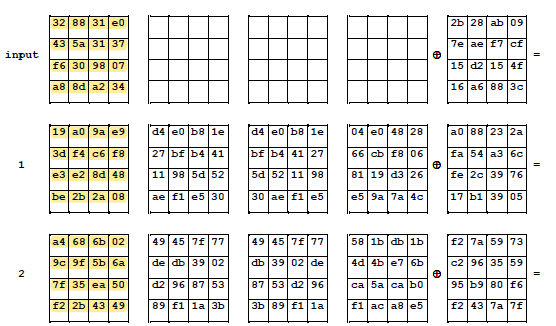 32 88 31 e0 2b 28 ab 09
43 5a 31 37 7e ae f7 cf
input ⊕ =
f6 30 98 07 15 d2 15 4f
a8 8d a2 34 16 a6 88 3c
19 a0 9a e9 d4 e0 b8 1e d4 e0 b8 1e 04 e0 48 28 a0 88 23 2a
3d f4 c6 f8 27 bf b4 41 bf b4 41 27 66 cb f8 06 fa 54 a3 6c
1 ⊕ =
e3 e2 8d 48 11 98 5d 52 5d 52 11 98 81 19 d3 26 fe 2c 39 76
be 2b 2a 08 ae f1 e5 30 30 ae f1 e5 e5 9a 7a 4c 17 b1 39 05
a4 68 6b 02 49 45 7f 77 49 45 7f 77 58 1b db 1b f2 7a 59 73
9c 9f 5b 6a de db 39 02 db 39 02 de 4d 4b e7 6b c2 96 35 59
2 ⊕ =
7f 35 ea 50 d2 96 87 53 87 53 d2 96 ca 5a ca b0 95 b9 80 f6
f2 2b 43 49 89 f1 1a 3b 3b 89 f1 1a f1 ac a8 e5 f2 43 7a 7f